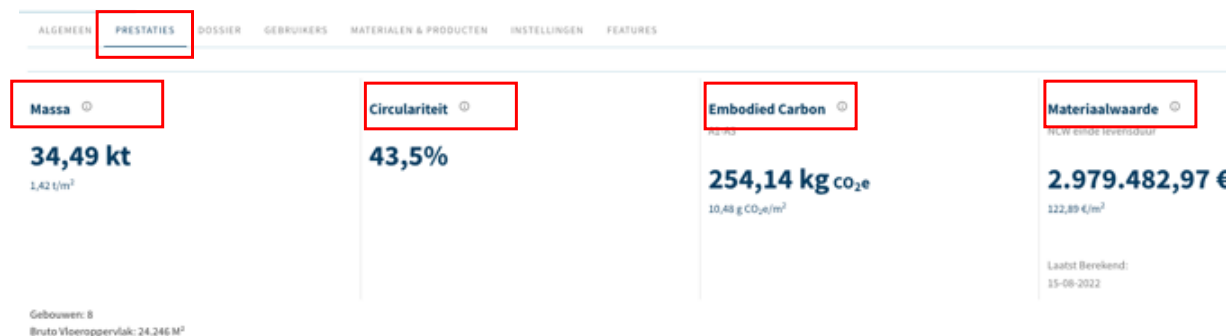 ALGEMEEN PRESTATIES DOSSIER GEBRUIKERS MATERIALEN & PRODUCTEN INSTELLINGEN FEATURES
Massa
34,49 kt
1,42 t/m²
Circulariteit
43,5%
Embodied Carbon
A1-A5
254,14 kg CO₂e
10,48 g CO₂e/m²
Materiaalwaarde
NCW einde levensduur
2.979.482,97 €
122,89 €/m²
Laatst Berekend:
15-08-2022
Gebouwen: 8
Bruto Vloeroppervlak: 24.246 M²